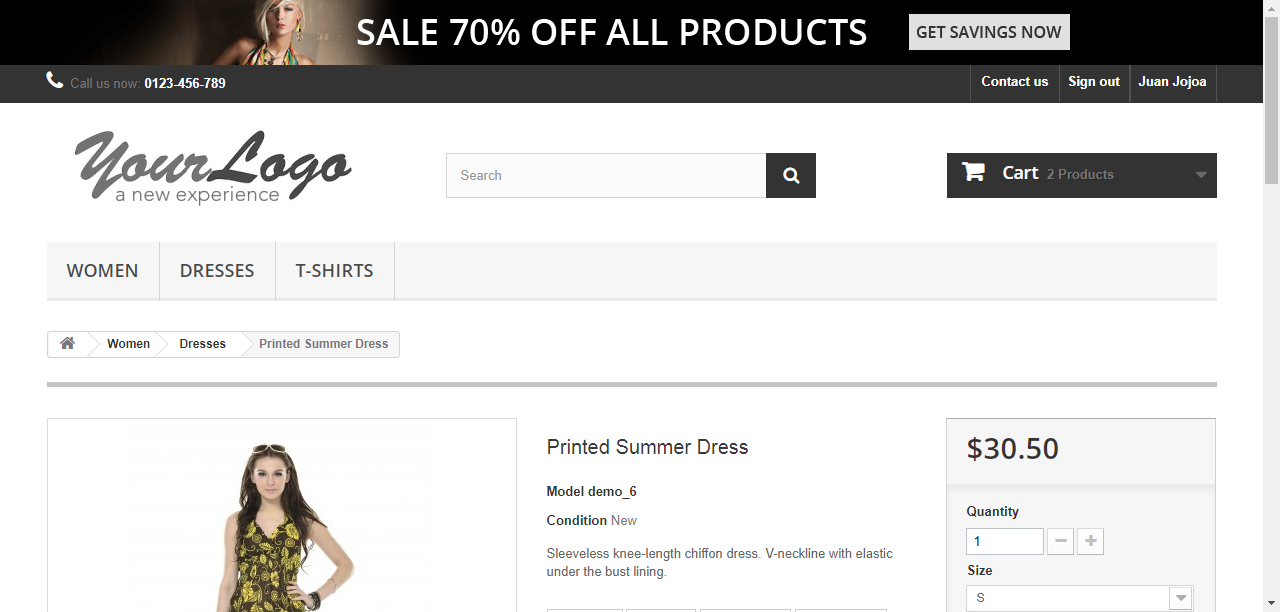 SALE 70% OFF ALL PRODUCTS GET SAVINGS NOW
Call us now: 0123-456-789 Contact us Sign out Juan Jojoa
YourLogo
a new experience
Search
Cart 2 Products
WOMEN DRESSES T-SHIRTS
Women Dresses Printed Summer Dress
Printed Summer Dress
Model demo_6
Condition New
Sleeveless knee-length chiffon dress. V-neckline with elastic
under the bust lining.
$30.50
Quantity
1
Size
S